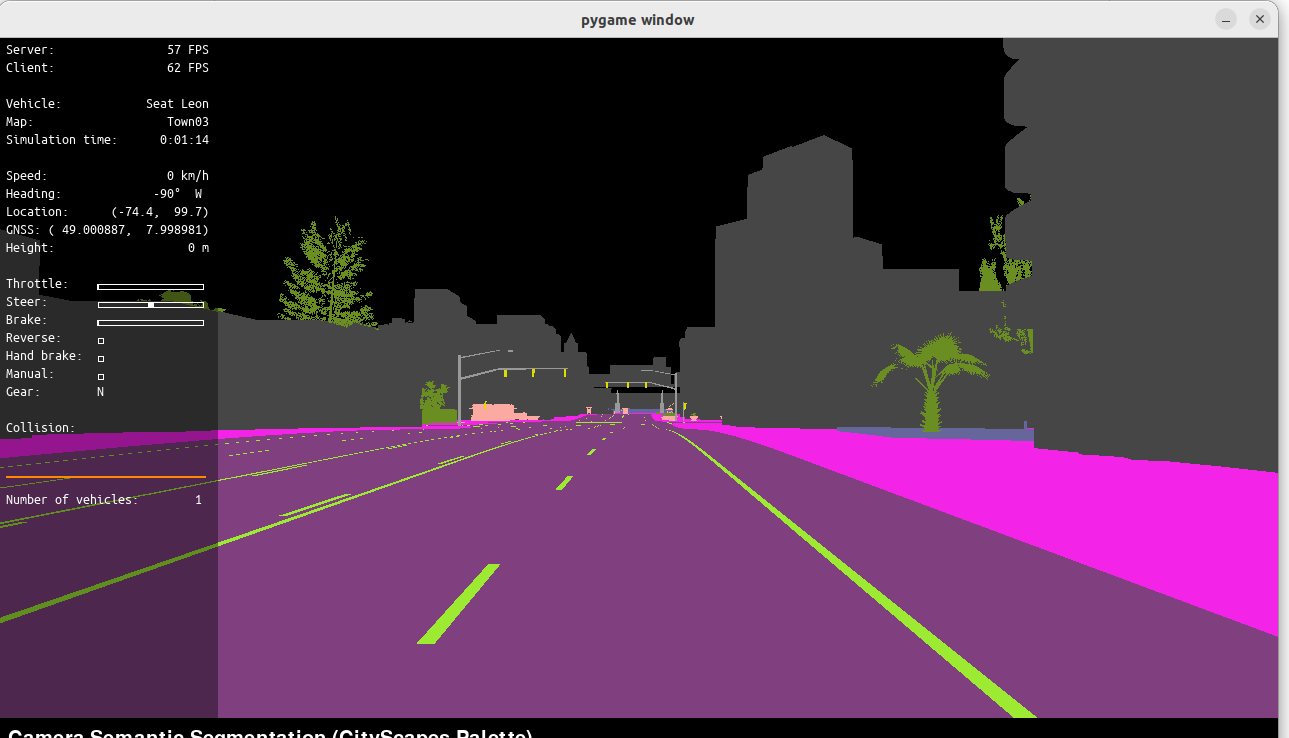 pygame window
Server: 57 FPS
Client: 62 FPS
Vehicle: Seat Leon
Map: Town03
Simulation time: 0:01:14
Speed: 0 km/h
Heading: -90° W
Location: (-74.4, 99.7)
GNSS: ( 49.000887, 7.998981)
Height: 0 m
Throttle:
Steer:
Brake:
Reverse:
Hand brake:
Manual:
Gear: N
Collision:
Number of vehicles: 1
Camera Semantic Segmentation (CityScapes Palette)